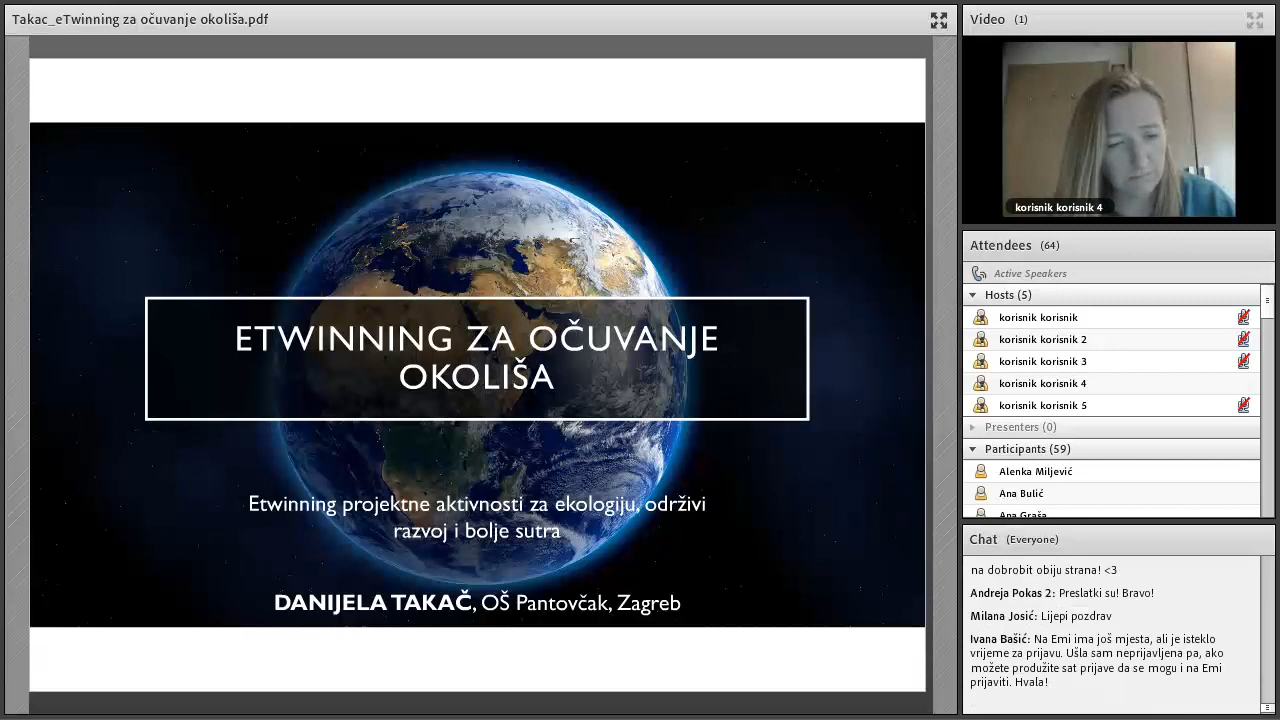 Takac_eTwinning za očuvanje okoliša.pdf
ETWINNING ZA OČUVANJE
OKOLIŠA
Etwinning projektne aktivnosti za ekologiju, održivi
razvoj i bolje sutra
DANIJELA TAKAČ, OŠ Pantovčak, Zagreb
Video (1)
korisnik korisnik 4
Attendees (64)
Active Speakers
Hosts (5)
korisnik korisnik
korisnik korisnik 2
korisnik korisnik 3
korisnik korisnik 4
korisnik korisnik 5
Presenters (0)
Participants (59)
Alenka Miljević
Ana Bulić
Ana Graša
Chat (Everyone)
na dobrobit obiju strana! <3
Andreja Pokas 2: Preslatki su! Bravo!
Milana Josić: Lijepi pozdrav
Ivana Bašić: Na Emi ima još mjesta, ali je isteklo
vrijeme za prijavu. Ušla sam neprijavljena pa, ako
možete produžite sat prijave da se mogu i na Emi
prijaviti. Hvala!